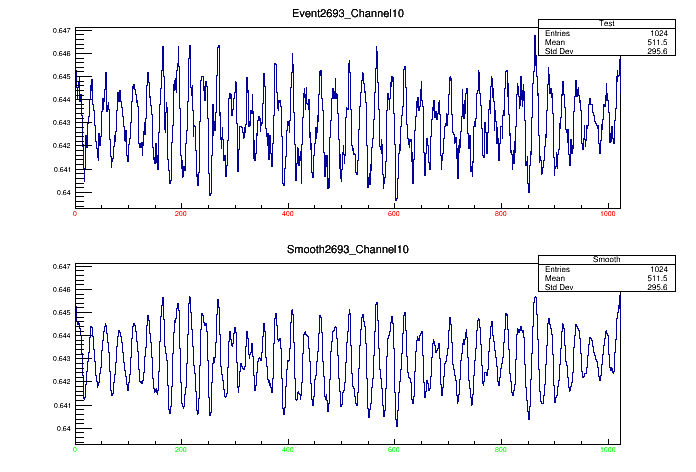 Event2693_Channel10
Test
Entries 1024
Mean 511.5
Std Dev 295.6
0.647
0.646
0.645
0.644
0.643
0.642
0.641
0.64
0 200 400 600 800 1000
Smooth2693_Channel10
Smooth
Entries 1024
Mean 511.5
Std Dev 295.6
0.647
0.646
0.645
0.644
0.643
0.642
0.641
0.64
0 200 400 600 800 1000